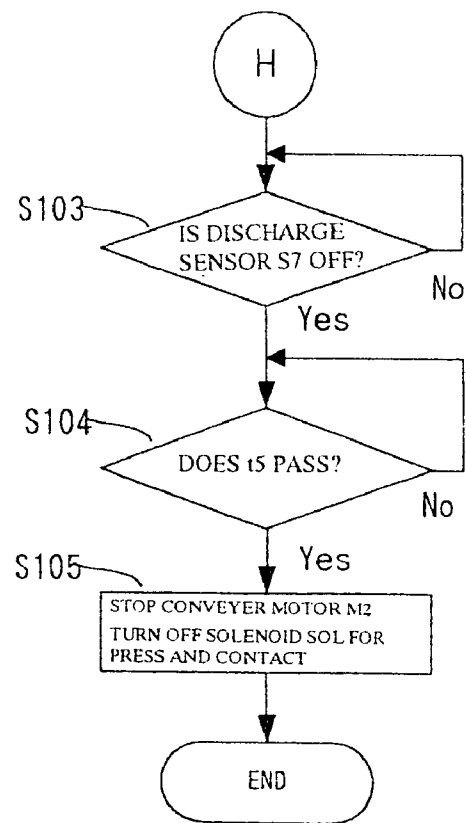 H
S103
IS DISCHARGE
SENSOR S7 OFF?
No
Yes
S104
DOES t5 PASS?
No
Yes
S105
STOP CONVEYER MOTOR M2
TURN OFF SOLENOID SOL FOR
PRESS AND CONTACT
END